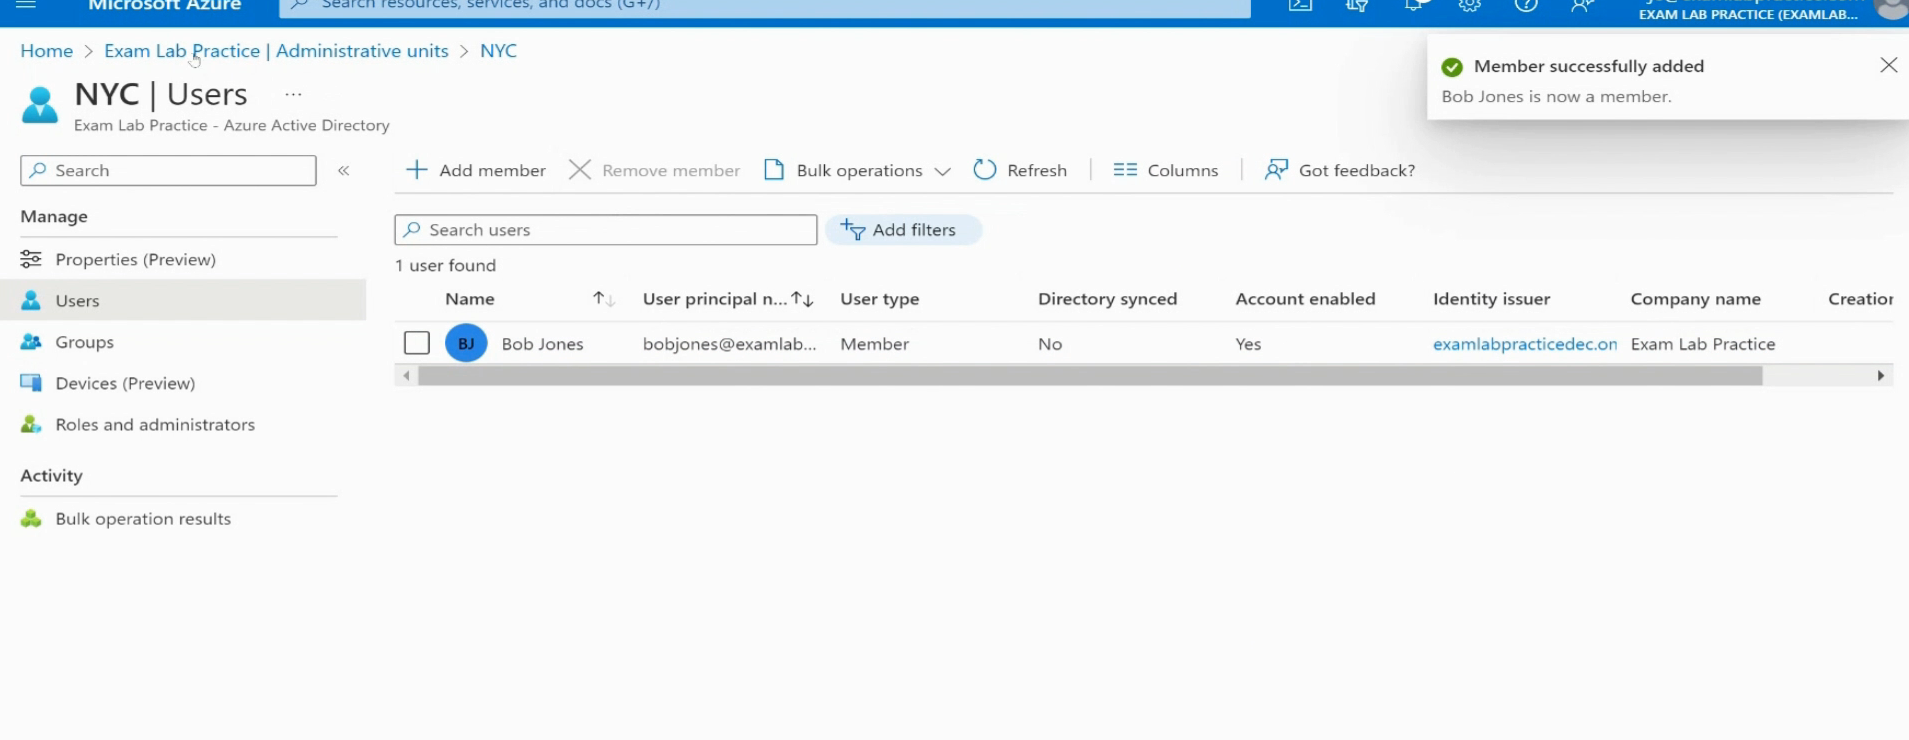 Microsoft Azure
Search resources, services, and docs (G+/)
EXAM LAB PRACTICE (EXAMLAB...
Home > Exam Lab Practice | Administrative units > NYC
Member successfully added
Bob Jones is now a member.
NYC | Users ...
Exam Lab Practice - Azure Active Directory
Search «
Add member Remove member Bulk operations Refresh Columns Got feedback?
Manage
Properties (Preview)
Users
Groups
Devices (Preview)
Roles and administrators
Activity
Bulk operation results
Search users Add filters
1 user found
Name User principal n... User type Directory synced Account enabled Identity issuer Company name Creation
BJ Bob Jones bobjones@examlab... Member No Yes examlabpracticedec.on Exam Lab Practice